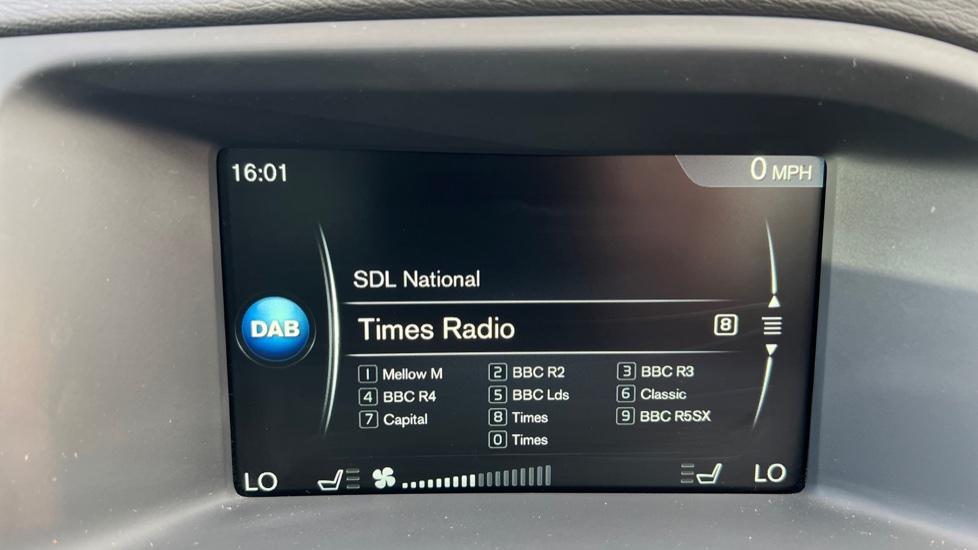 16:01
0 MPH
SDL National
DAB
Times Radio 8
1 Mellow M 2 BBC R2 3 BBC R3
4 BBC R4 5 BBC Lds 6 Classic
7 Capital 8 Times 9 BBC R5SX
0 Times
LO LO